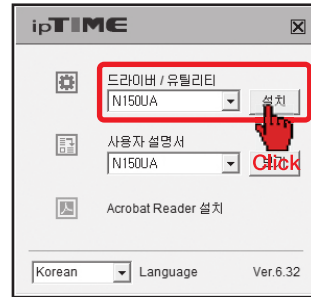 ipTIME
드라이버 / 유틸리티
N150UA
설치
사용자 설명서
N150UA
Click
Acrobat Reader 설치
Korean
Language
Ver.6.32